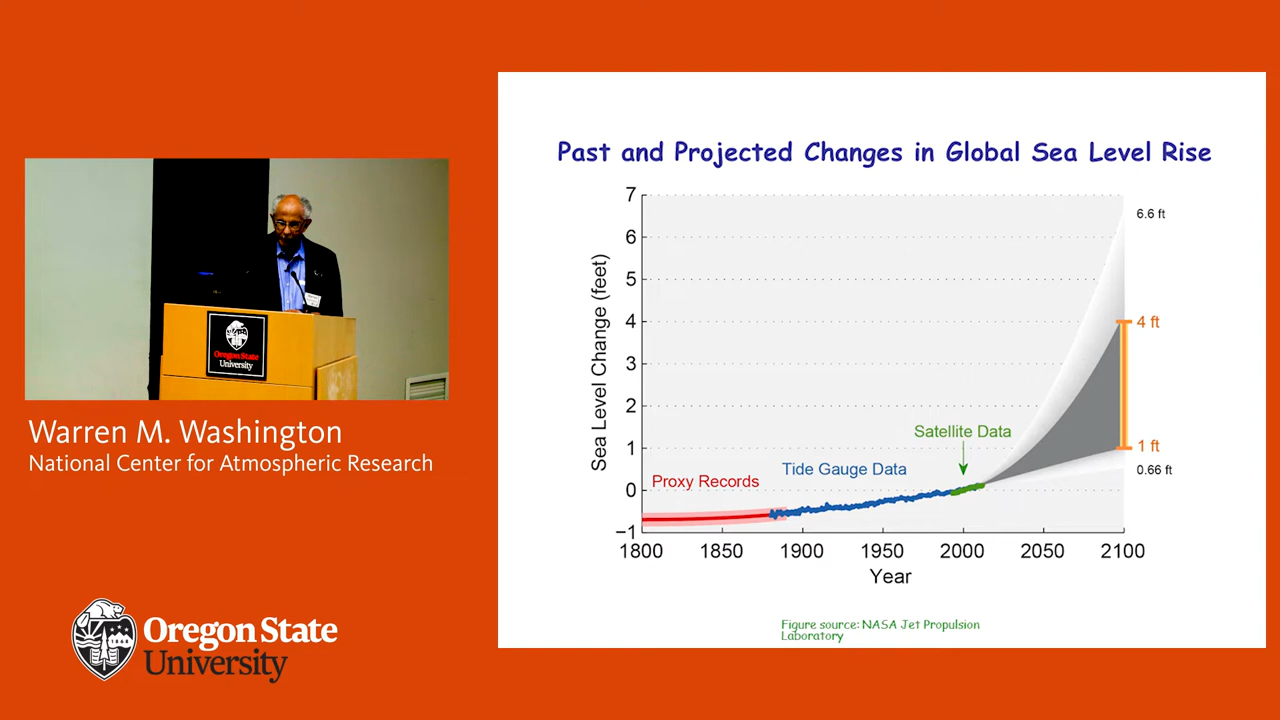 Past and Projected Changes in Global Sea Level Rise
7
6
5
4
3
2
1
0
−1
Sea Level Change (feet)
6.6 ft
4 ft
1 ft
0.66 ft
Satellite Data
Tide Gauge Data
Proxy Records
1800 1850 1900 1950 2000 2050 2100
Year
Figure source: NASA Jet Propulsion
Laboratory
Oregon State
University
Warren M. Washington
National Center for Atmospheric Research
Oregon State
University